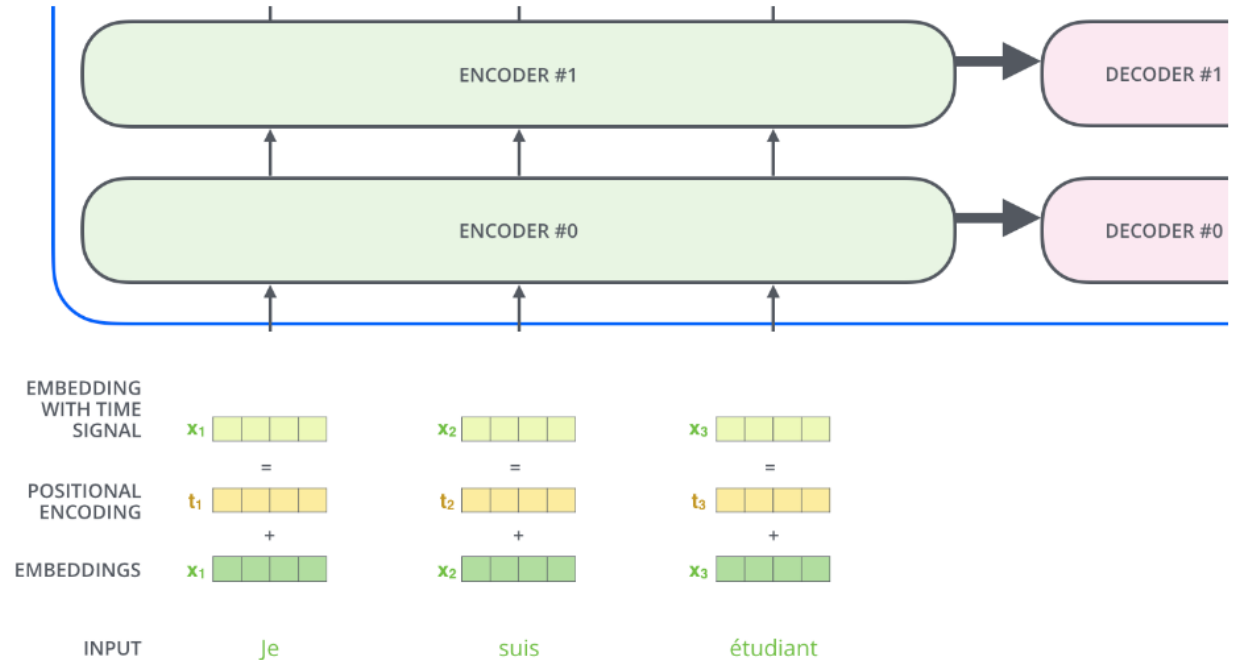 ENCODER #1
DECODER #1
ENCODER #0
DECODER #0
EMBEDDING
WITH TIME
SIGNAL
x₁ x₂ x₃
= = =
POSITIONAL
ENCODING
t₁ t₂ t₃
+ + +
EMBEDDINGS x₁ x₂ x₃
INPUT Je suis étudiant